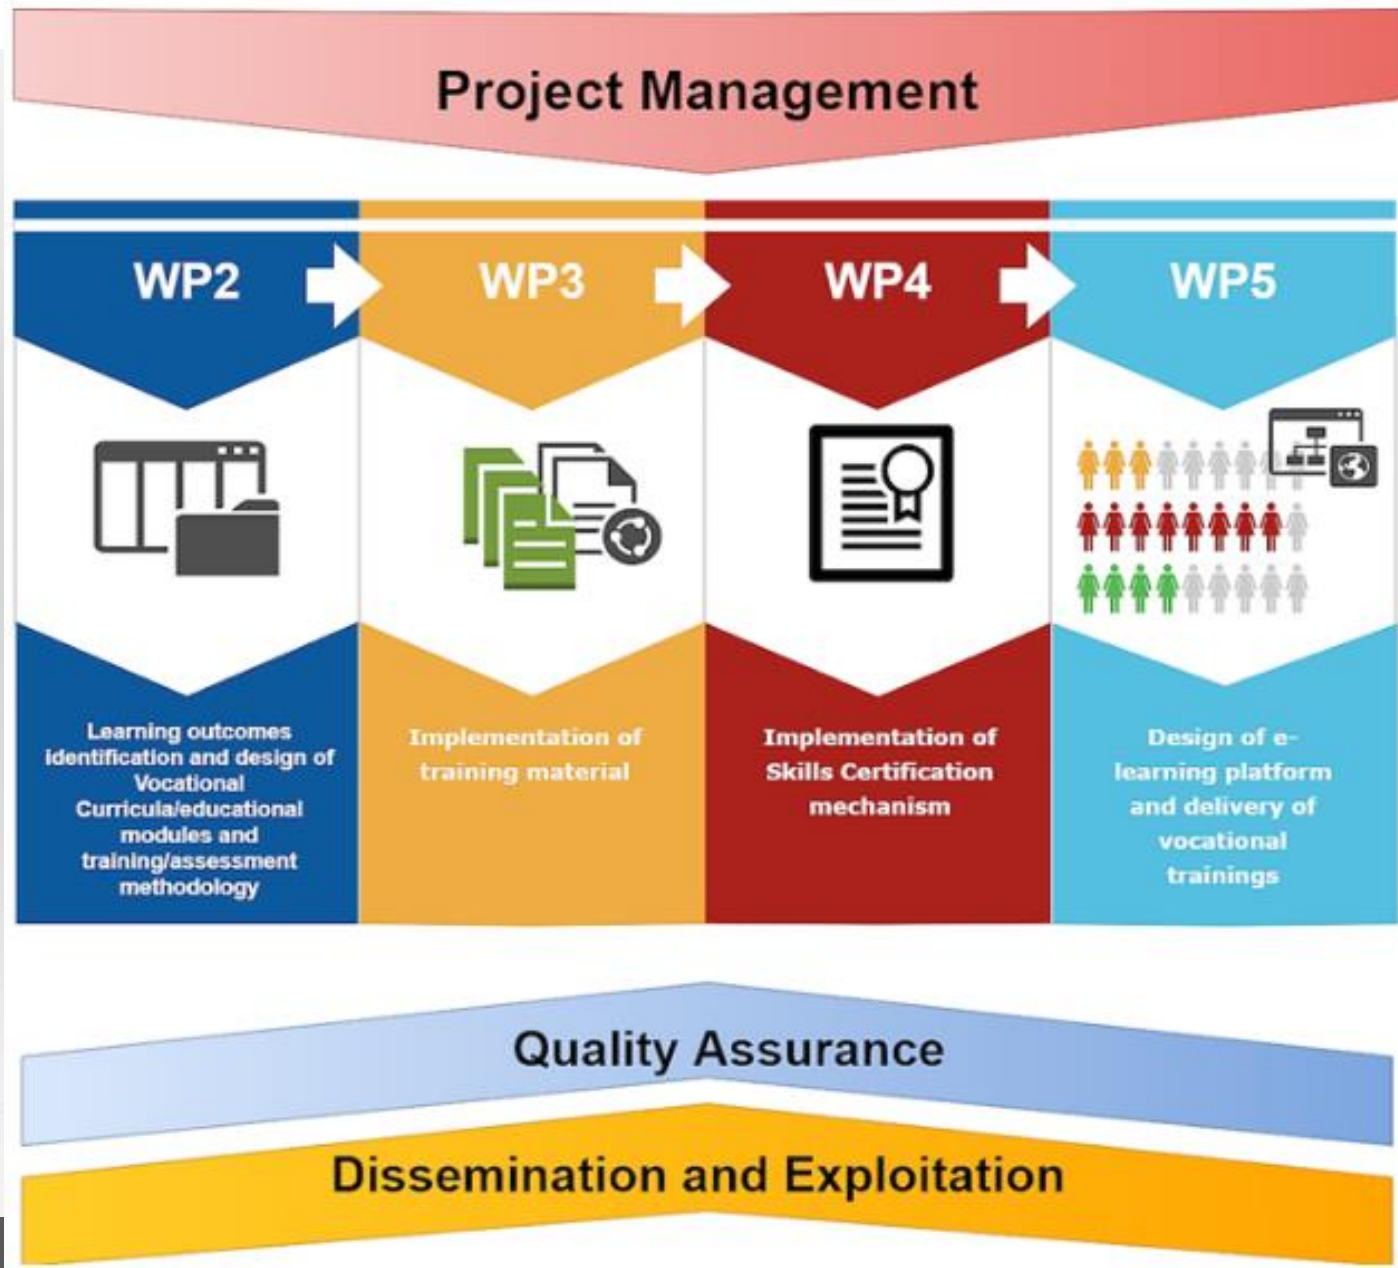 Project Management
WP2
WP3
WP4
WP5
Learning outcomes
identification and design of
Vocational
Curricula/educational
modules and
training/assessment
methodology
Implementation of
training material
Implementation of
Skills Certification
mechanism
Design of e-
learning platform
and delivery of
vocational
trainings
Quality Assurance
Dissemination and Exploitation